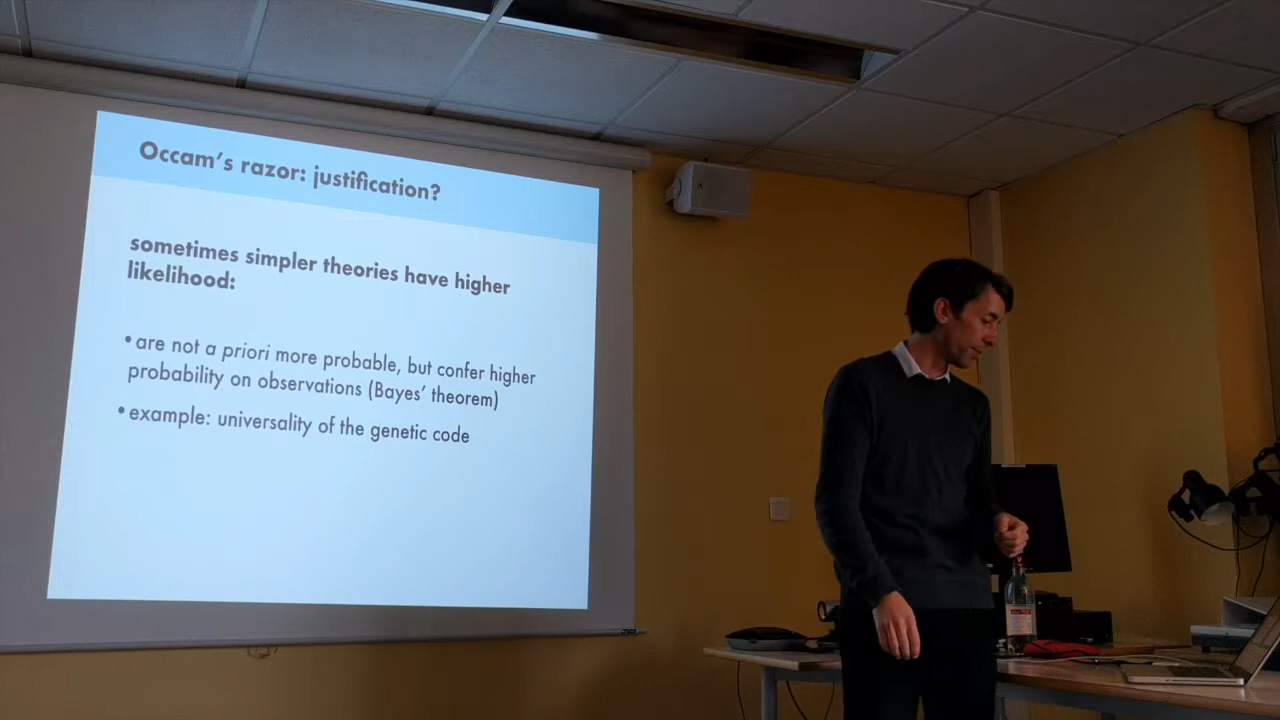 Occam's razor: justification?
sometimes simpler theories have higher
likelihood:
• are not a priori more probable, but confer higher
probability on observations (Bayes' theorem)
• example: universality of the genetic code